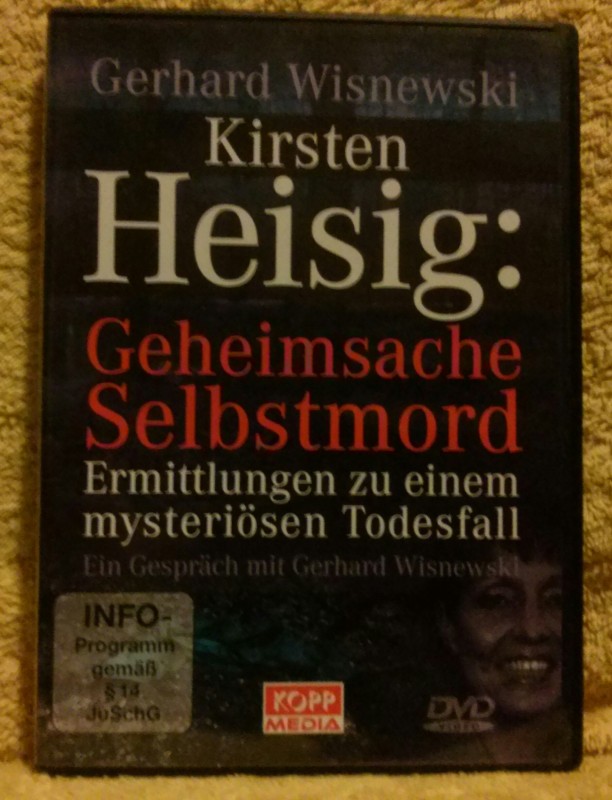 Gerhard Wisnewski
Kirsten
Heisig:
Geheimsache
Selbstmord
Ermittlungen zu einem
mysteriösen Todesfall
Ein Gespräch mit Gerhard Wisnewski
INFO-
Programm
gemäß
§ 14
JuSchG
KOPP
MEDIA
DVD
VIDEO